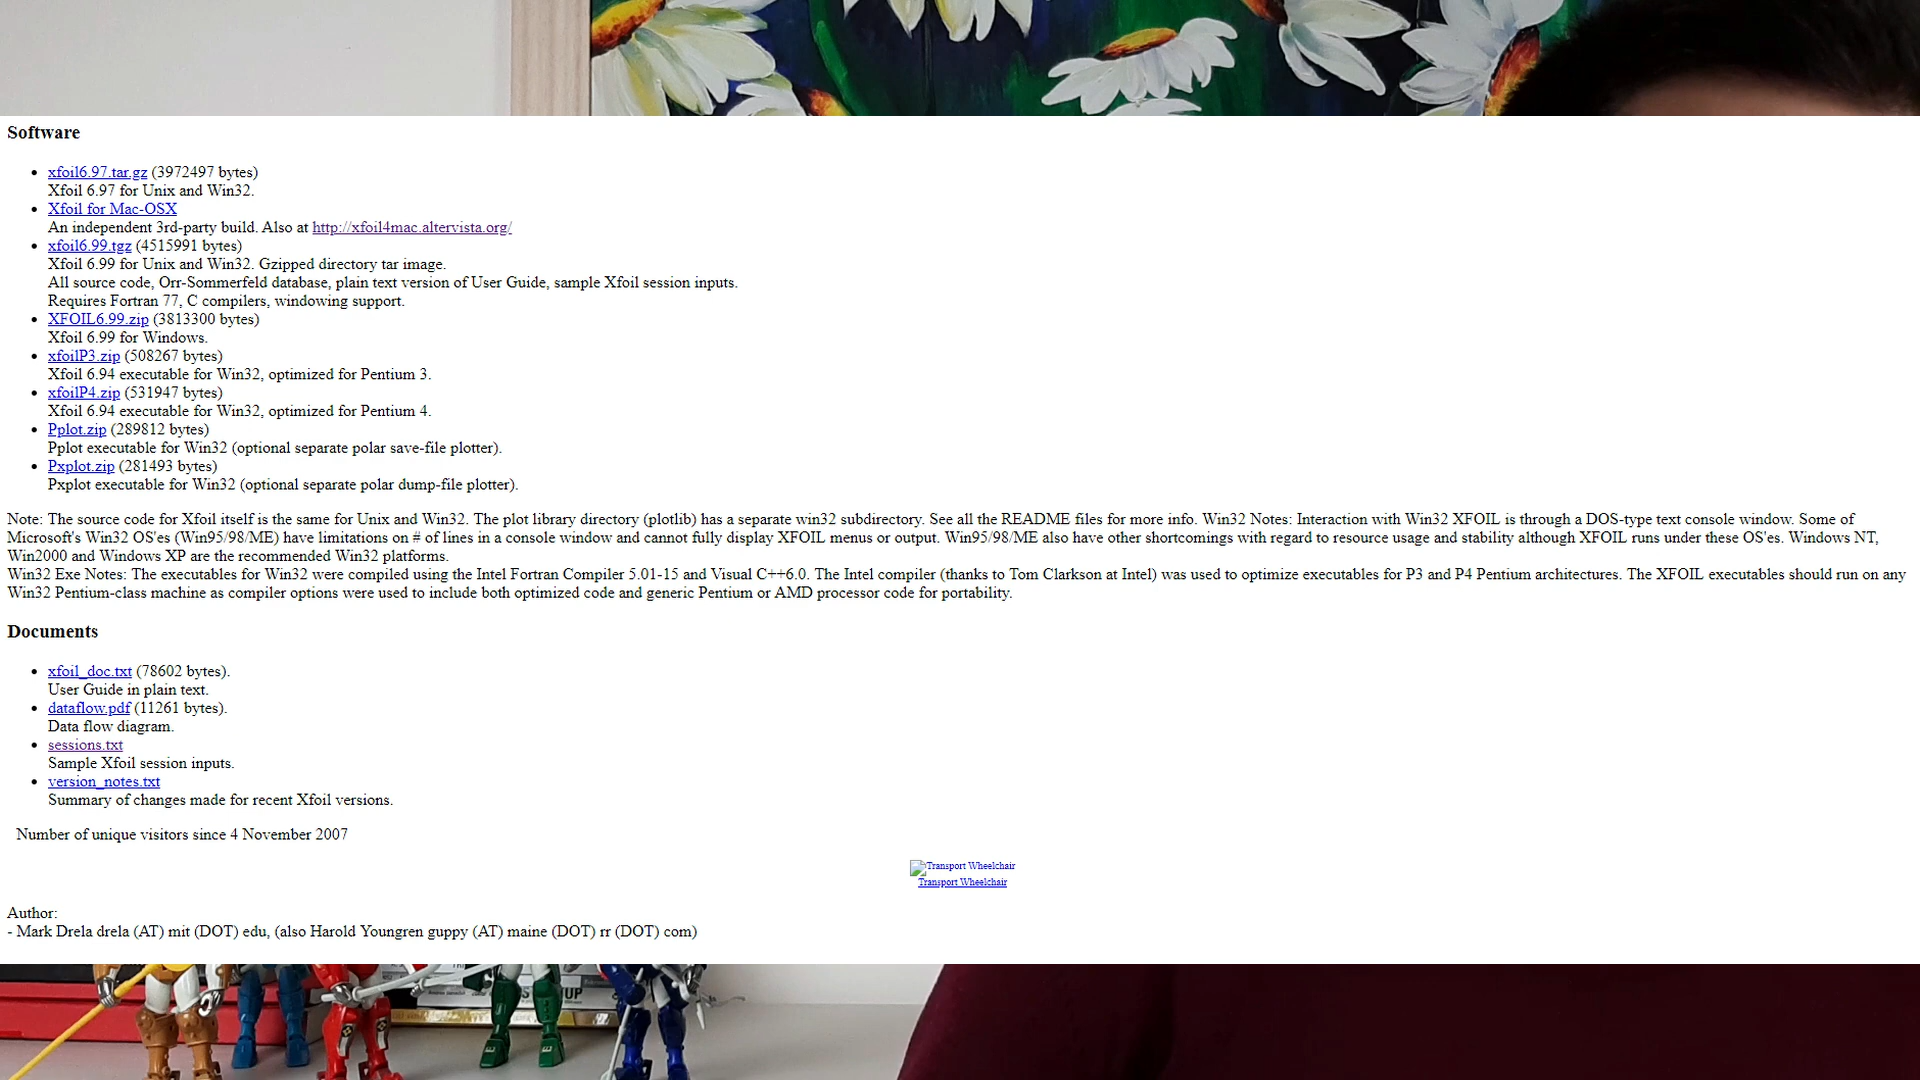 Software
xfoil6.97.tar.gz (3972497 bytes)
Xfoil 6.97 for Unix and Win32.
Xfoil for Mac-OSX
An independent 3rd-party build. Also at http://xfoil4mac.altervista.org/
xfoil6.99.tgz (4515991 bytes)
Xfoil 6.99 for Unix and Win32. Gzipped directory tar image.
All source code, Orr-Sommerfeld database, plain text version of User Guide, sample Xfoil session inputs.
Requires Fortran 77, C compilers, windowing support.
XFOIL6.99.zip (3813300 bytes)
Xfoil 6.99 for Windows.
xfoilP3.zip (508267 bytes)
Xfoil 6.94 executable for Win32, optimized for Pentium 3.
xfoilP4.zip (531947 bytes)
Xfoil 6.94 executable for Win32, optimized for Pentium 4.
Pplot.zip (289812 bytes)
Pplot executable for Win32 (optional separate polar save-file plotter).
Pxplot.zip (281493 bytes)
Pxplot executable for Win32 (optional separate polar dump-file plotter).
Note: The source code for Xfoil itself is the same for Unix and Win32. The plot library directory (plotlib) has a separate win32 subdirectory. See all the README files for more info. Win32 Notes: Interaction with Win32 XFOIL is through a DOS-type text console window. Some of
Microsoft's Win32 OS'es (Win95/98/ME) have limitations on # of lines in a console window and cannot fully display XFOIL menus or output. Win95/98/ME also have other shortcomings with regard to resource usage and stability although XFOIL runs under these OS'es. Windows NT,
Win2000 and Windows XP are the recommended Win32 platforms.
Win32 Exe Notes: The executables for Win32 were compiled using the Intel Fortran Compiler 5.01-15 and Visual C++6.0. The Intel compiler (thanks to Tom Clarkson at Intel) was used to optimize executables for P3 and P4 Pentium architectures. The XFOIL executables should run on any
Win32 Pentium-class machine as compiler options were used to include both optimized code and generic Pentium or AMD processor code for portability.
Documents
xfoil_doc.txt (78602 bytes).
User Guide in plain text.
dataflow.pdf (11261 bytes).
Data flow diagram.
sessions.txt
Sample Xfoil session inputs.
version_notes.txt
Summary of changes made for recent Xfoil versions.
Number of unique visitors since 4 November 2007
Transport Wheelchair
Transport Wheelchair
Author:
- Mark Drela drela (AT) mit (DOT) edu, (also Harold Youngren guppy (AT) maine (DOT) rr (DOT) com)